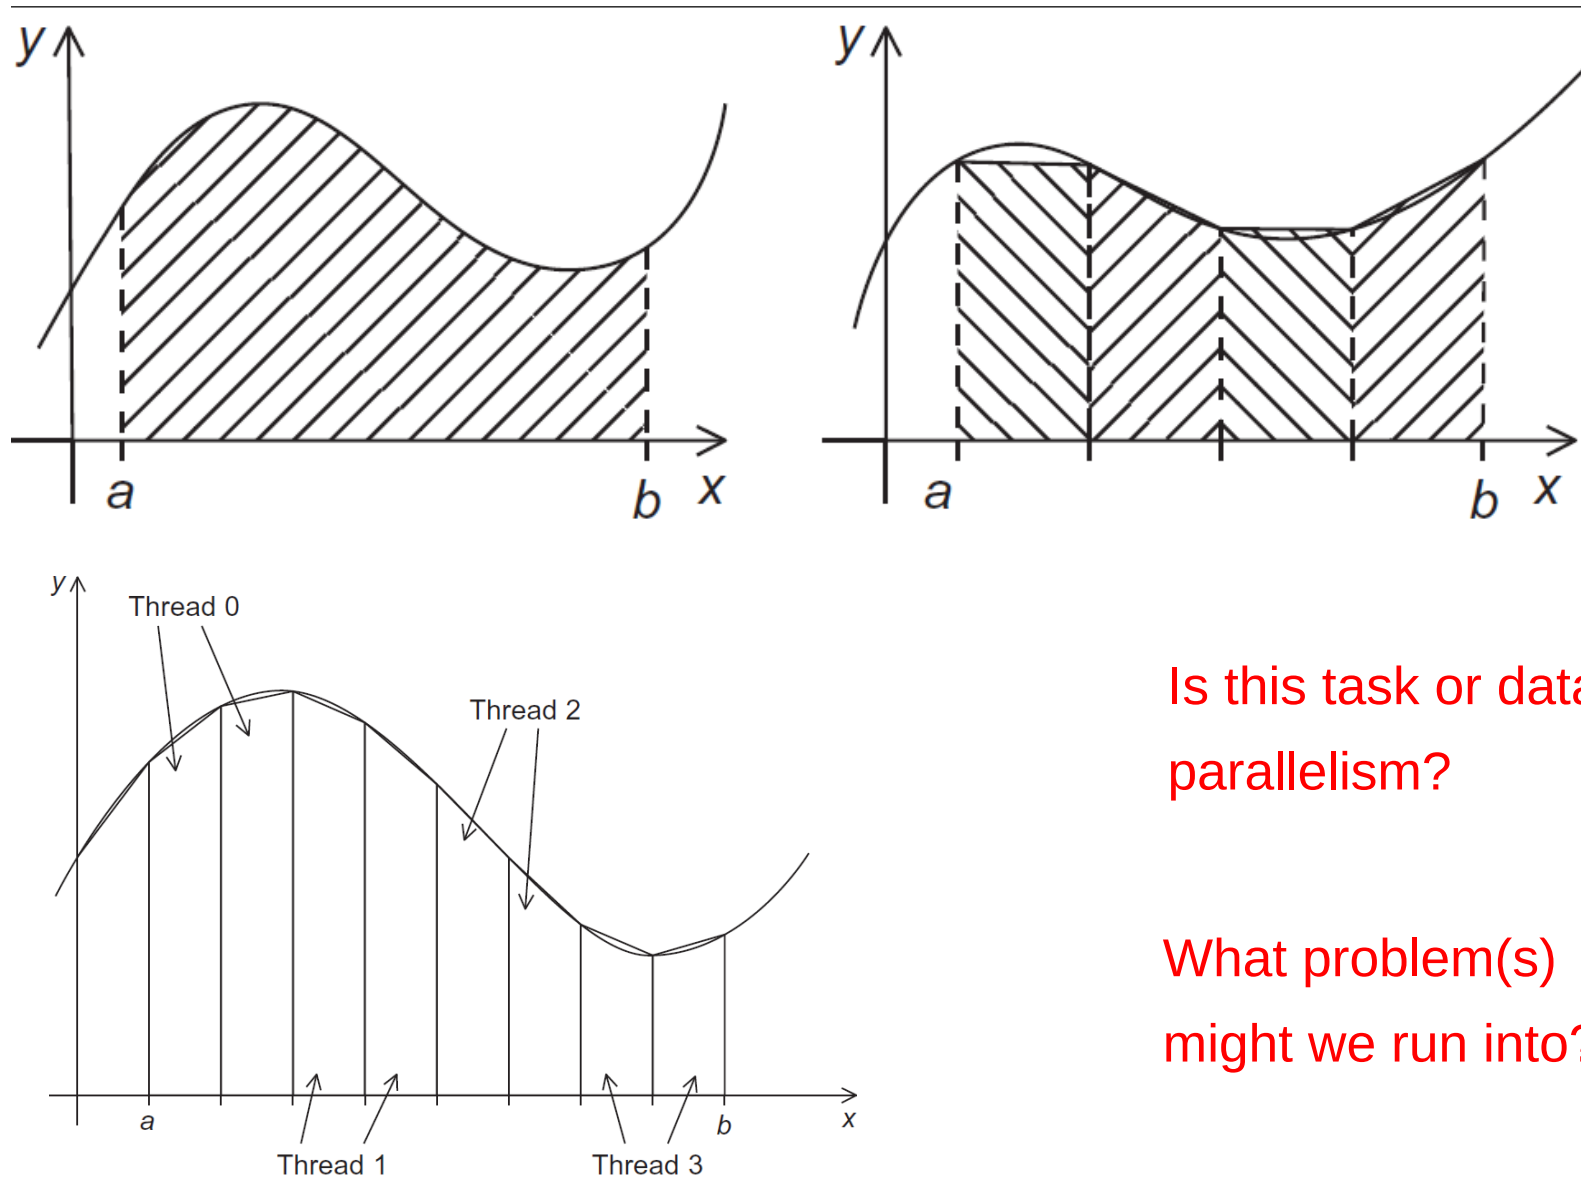 y
y
a
b
x
a
b
x
y
Thread 0
Thread 2
a
b
x
Thread 1
Thread 3
Is this task or data
parallelism?
What problem(s)
might we run into?